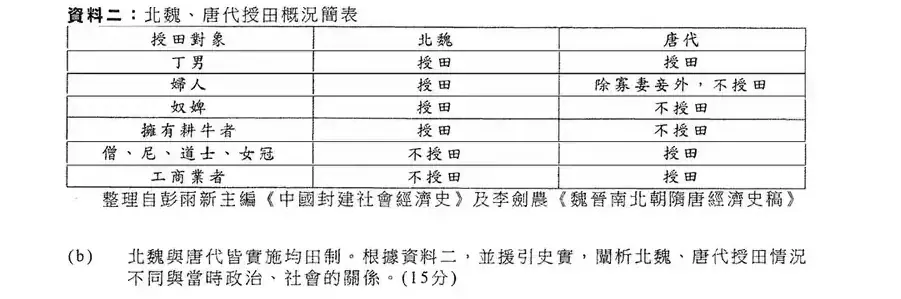 資料二：北魏、唐代授田概況簡表
授田對象 北魏 唐代
丁男 授田 授田
婦人 授田 除寡妻妾外，不授田
奴婢 授田 不授田
擁有耕牛者 授田 不授田
僧、尼、道士、女冠 不授田 授田
工商業者 不授田 授田
整理自彭雨新主編《中國封建社會經濟史》及李劍農《魏晉南北朝隋唐經濟史稿》
(b) 北魏與唐代皆實施均田制。根據資料二，並援引史實，闡析北魏、唐代授田情況
不同與當時政治、社會的關係。(15分)